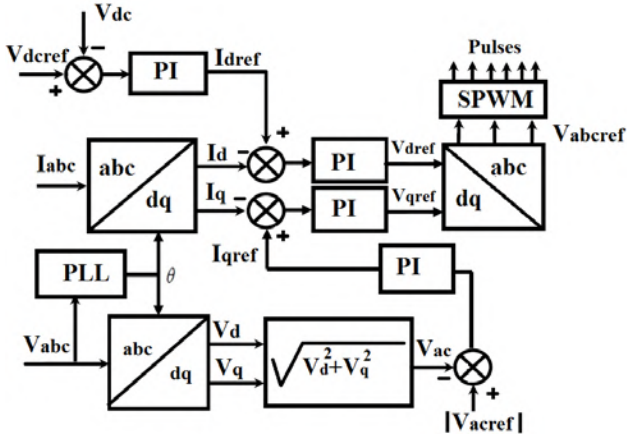 Vdc
Vdcref
−
+
PI
Idref
Pulses
SPWM
Vabcref
Iabc
abc
dq
Id
Iq
−
+
−
+
PI
PI
Vdref
Vqref
abc
dq
Iqref
PI
PLL
θ
Vabc
abc
dq
Vd
Vq
√Vd²+Vq²
Vac
−
+
|Vacref|